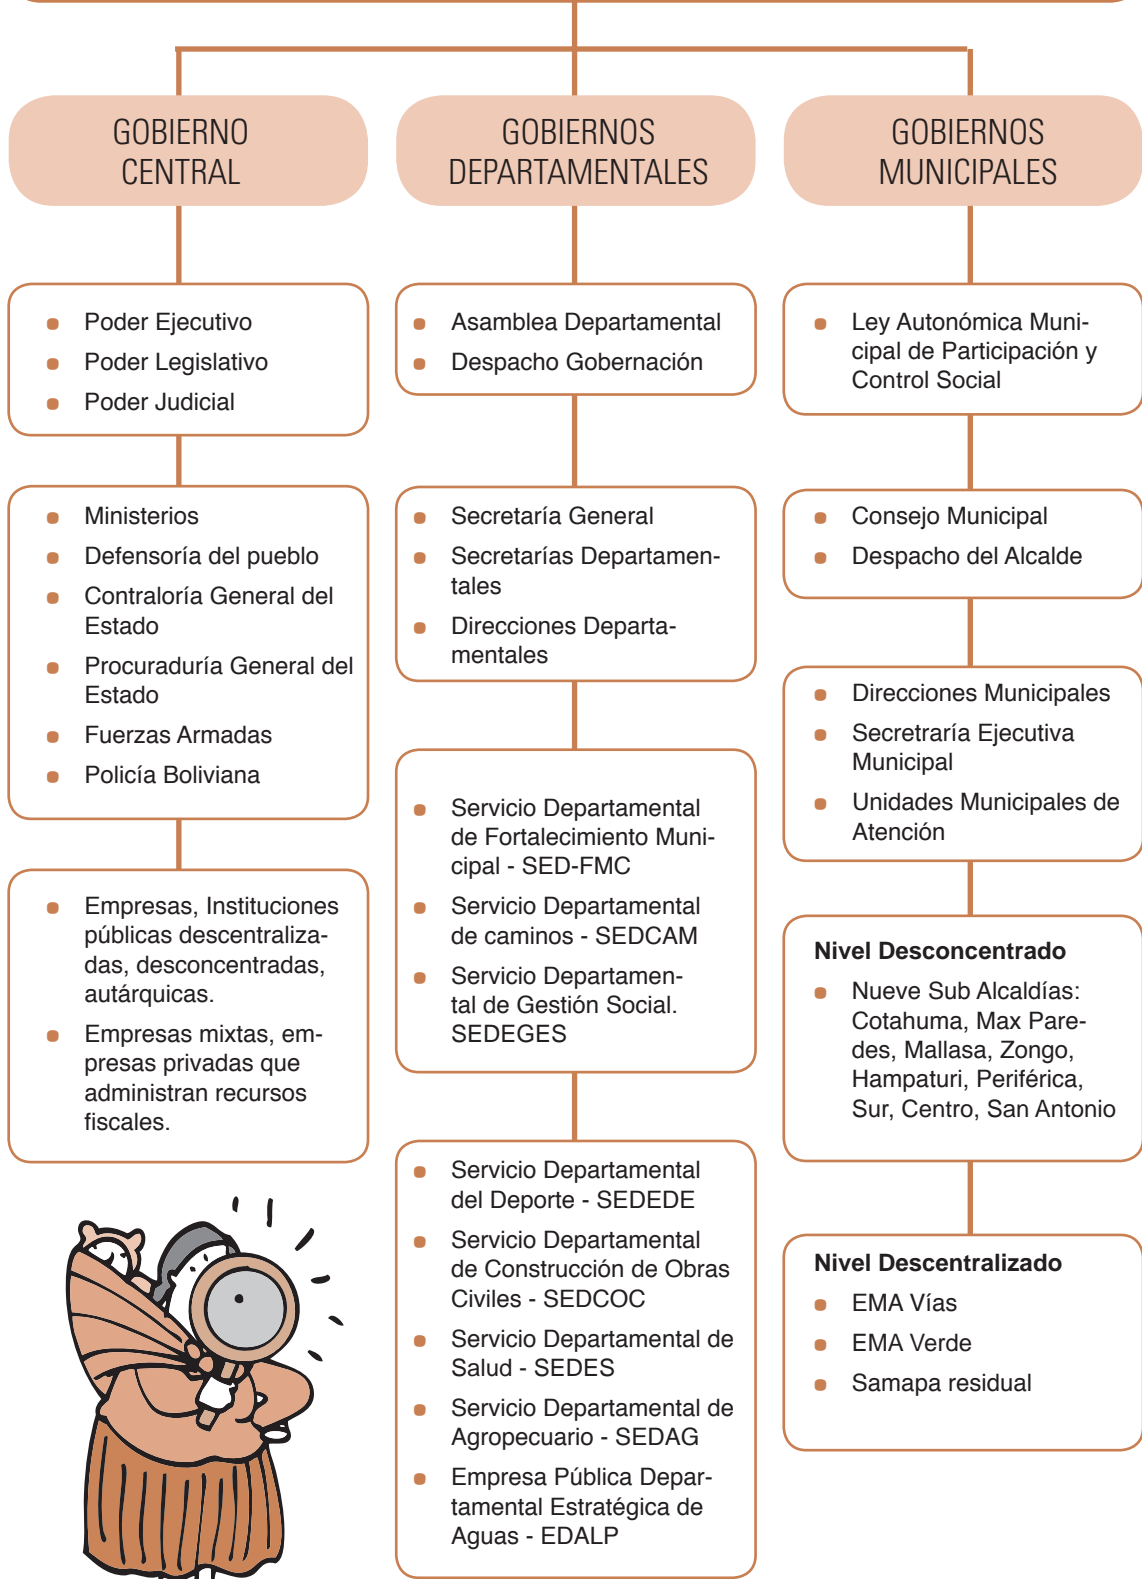 GOBIERNO
CENTRAL
Poder Ejecutivo
Poder Legislativo
Poder Judicial
Ministerios
Defensoría del pueblo
Contraloría General del
Estado
Procuraduría General del
Estado
Fuerzas Armadas
Policía Boliviana
Empresas, Instituciones
públicas descentraliza-
das, desconcentradas,
autárquicas.
Empresas mixtas, em-
presas privadas que
administran recursos
fiscales.
GOBIERNOS
DEPARTAMENTALES
Asamblea Departamental
Despacho Gobernación
Secretaría General
Secretarías Departamen-
tales
Direcciones Departa-
mentales
Servicio Departamental
de Fortalecimiento Muni-
cipal - SED-FMC
Servicio Departamental
de caminos - SEDCAM
Servicio Departamen-
tal de Gestión Social.
SEDEGES
Servicio Departamental
del Deporte - SEDEDE
Servicio Departamental
de Construcción de Obras
Civiles - SEDCOC
Servicio Departamental de
Salud - SEDES
Servicio Departamental de
Agropecuario - SEDAG
Empresa Pública Depar-
tamental Estratégica de
Aguas - EDALP
GOBIERNOS
MUNICIPALES
Ley Autonómica Muni-
cipal de Participación y
Control Social
Consejo Municipal
Despacho del Alcalde
Direcciones Municipales
Secretraría Ejecutiva
Municipal
Unidades Municipales de
Atención
Nivel Desconcentrado
Nueve Sub Alcaldías:
Cotahuma, Max Pare-
des, Mallasa, Zongo,
Hampaturi, Periférica,
Sur, Centro, San Antonio
Nivel Descentralizado
EMA Vías
EMA Verde
Samapa residual